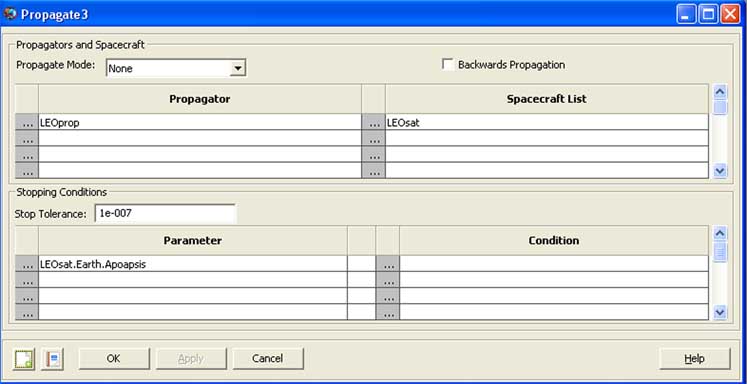 Propagate3
Propagators and Spacecraft
Propagate Mode: None Backwards Propagation
Propagator Spacecraft List
... LEOprop ... LEOsat
... ...
... ...
... ...
Stopping Conditions
Stop Tolerance: 1e-007
Parameter Condition
... LEOsat.Earth.Apoapsis ...
... ...
... ...
... ...
OK Apply Cancel Help